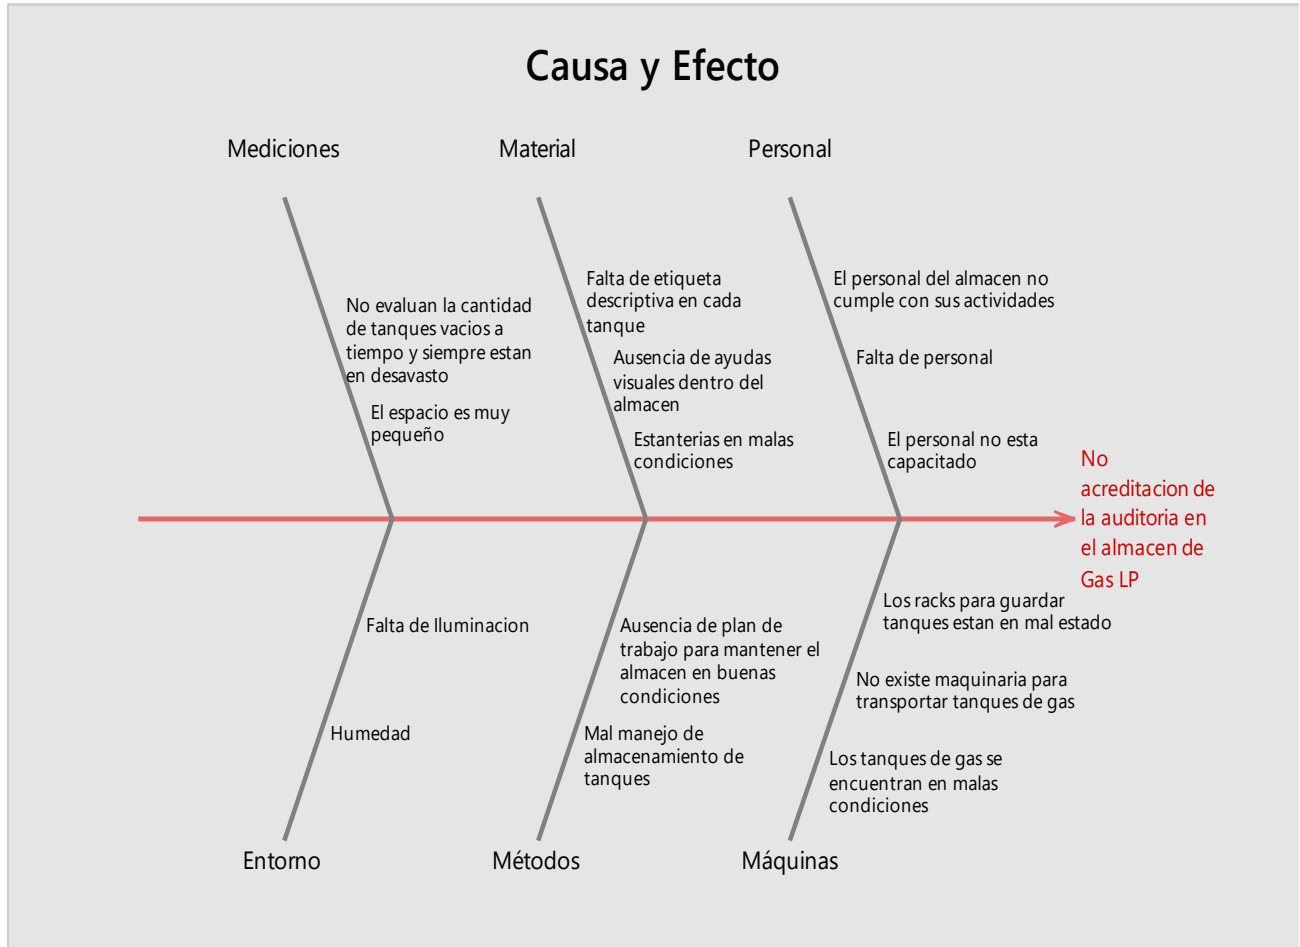 Causa y Efecto
Mediciones
Material
Personal
No evaluan la cantidad
de tanques vacios a
tiempo y siempre estan
en desavasto
El espacio es muy
pequeño
Falta de etiqueta
descriptiva en cada
tanque
Ausencia de ayudas
visuales dentro del
almacen
Estanterias en malas
condiciones
El personal del almacen no
cumple con sus actividades
Falta de personal
El personal no esta
capacitado
No
acreditacion de
la auditoria en
el almacen de
Gas LP
Falta de Iluminacion
Humedad
Ausencia de plan de
trabajo para mantener el
almacen en buenas
condiciones
Mal manejo de
almacenamiento de
tanques
Los racks para guardar
tanques estan en mal estado
No existe maquinaria para
transportar tanques de gas
Los tanques de gas se
encuentran en malas
condiciones
Entorno
Métodos
Máquinas